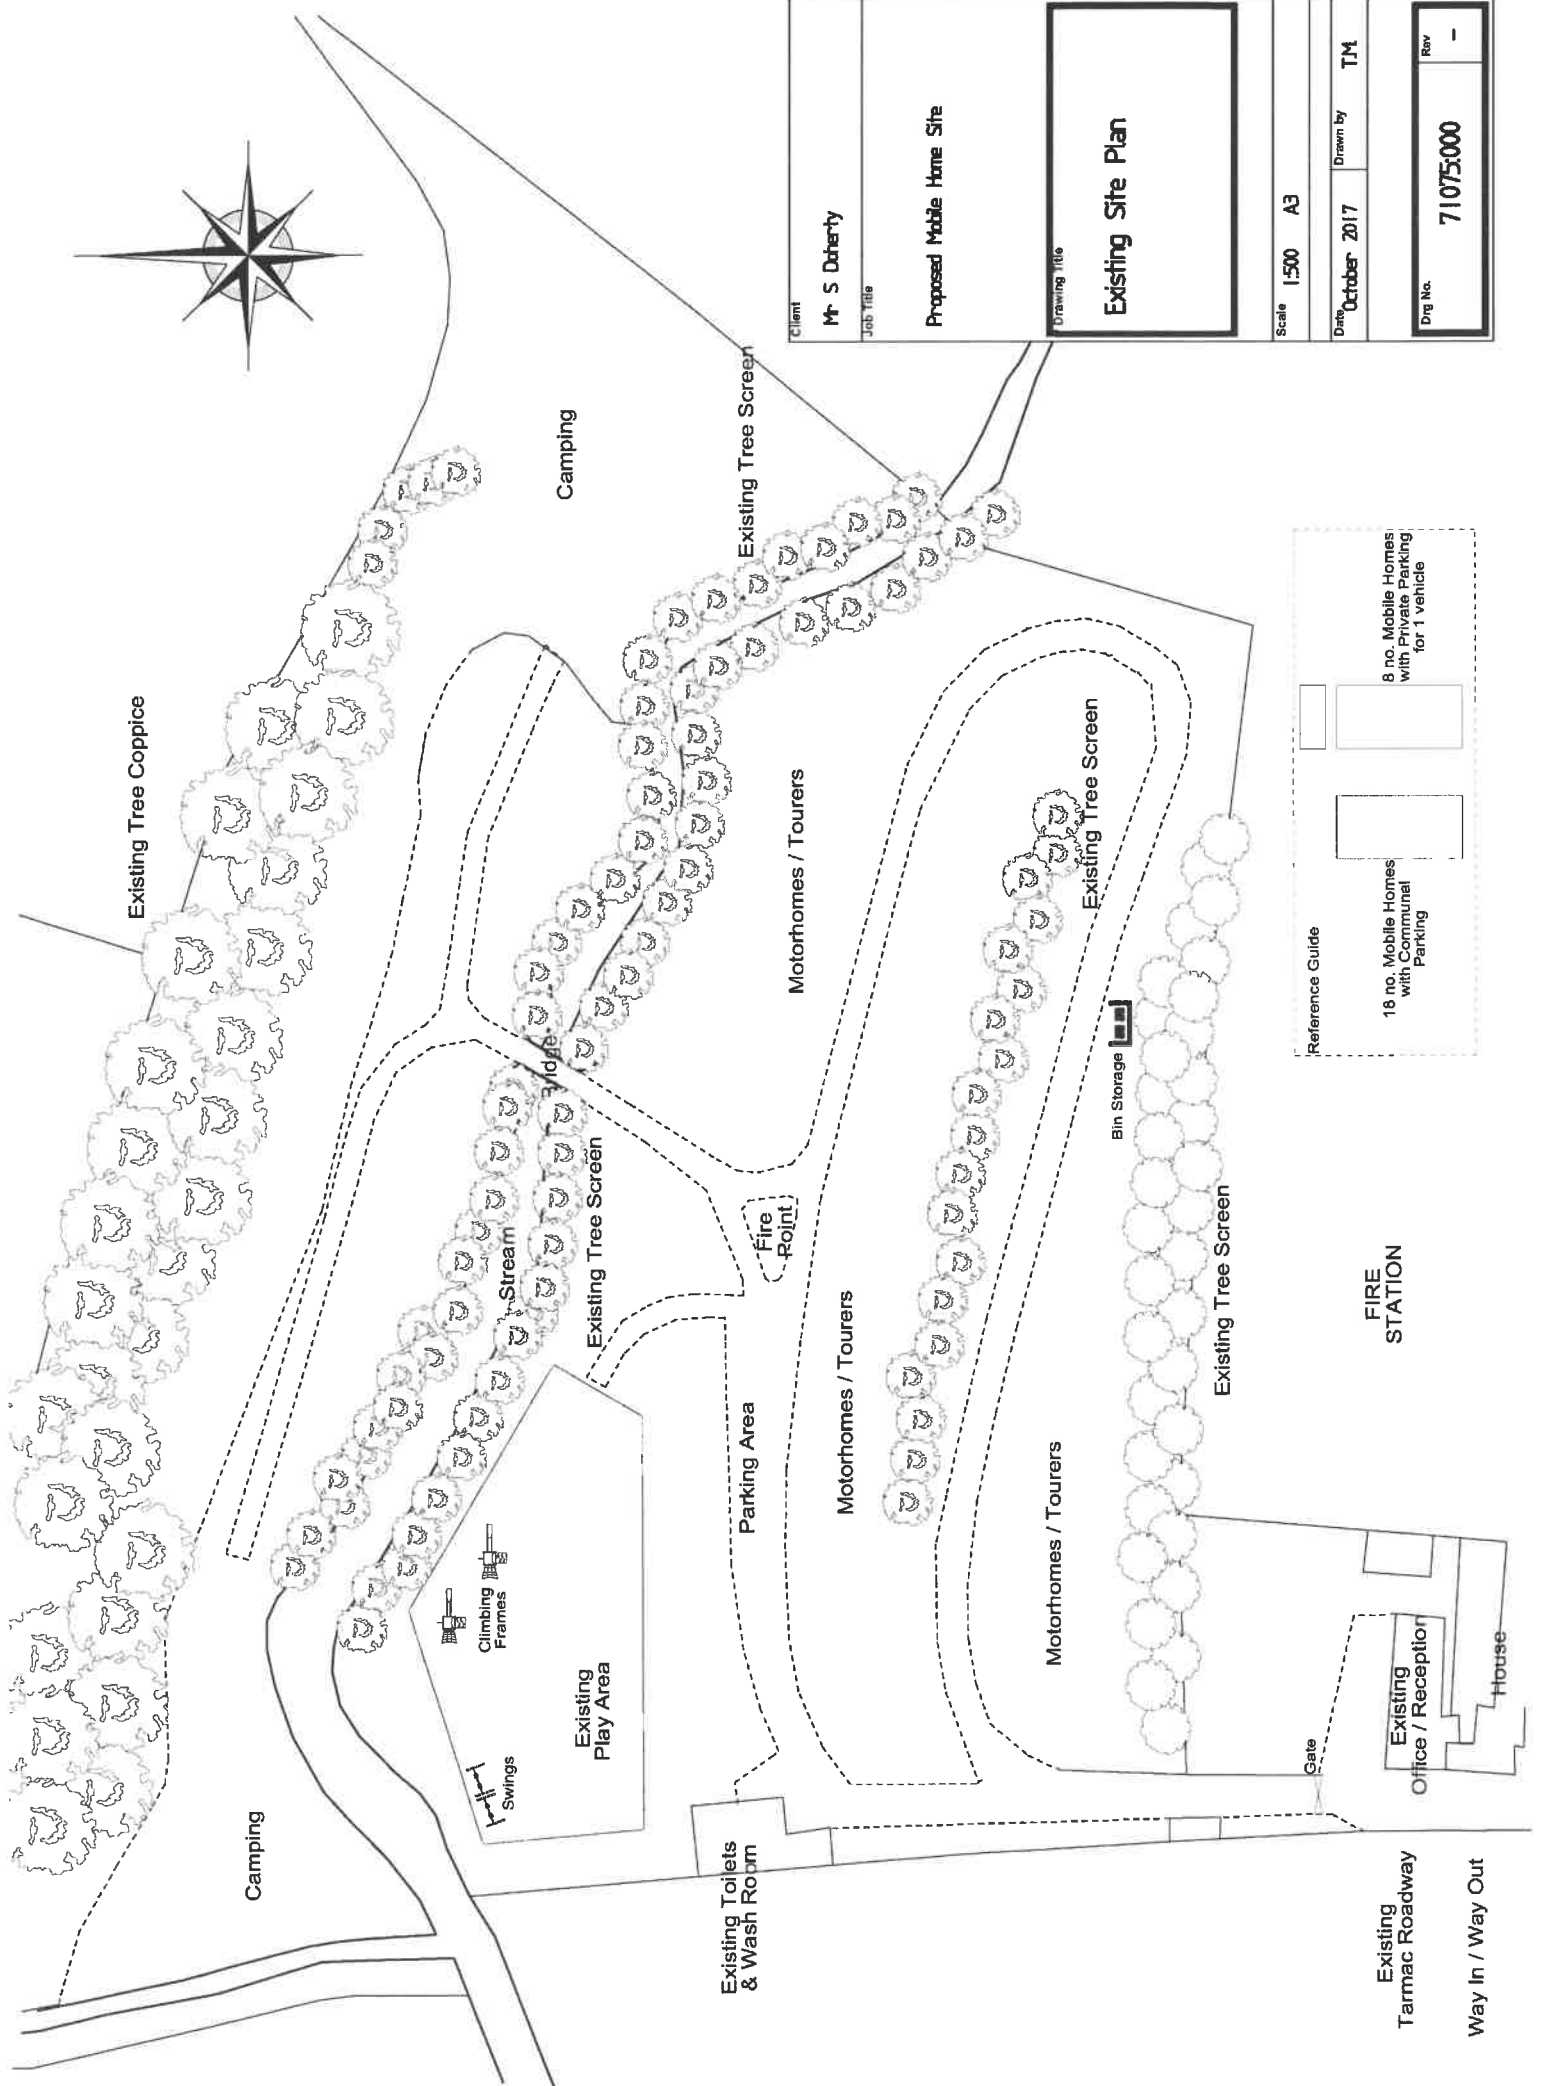 Existing Tree Coppice
Camping
Camping
Existing Tree Screen
Bridge
Stream
Existing Tree Screen
Motorhomes / Tourers
Fire
Point
Climbing
Frames
Swings
Existing
Play Area
Parking Area
Motorhomes / Tourers
Existing Tree Screen
Existing Toilets
& Wash Room
Motorhomes / Tourers
Bin Storage
Existing Tree Screen
Gate
FIRE
STATION
Existing
Office / Reception
House
Existing
Tarmac Roadway
Way In / Way Out
Reference Guide
18 no. Mobile Homes
with Communal
Parking
8 no. Mobile Homes
with Private Parking
for 1 vehicle
Client
Mr S Doherty
Job Title
Proposed Mobile Home Site
Drawing Title
Existing Site Plan
Scale 1:500 A3
Date October 2017 Drawn by T.M.
Drg No. 71075:000 Rev -